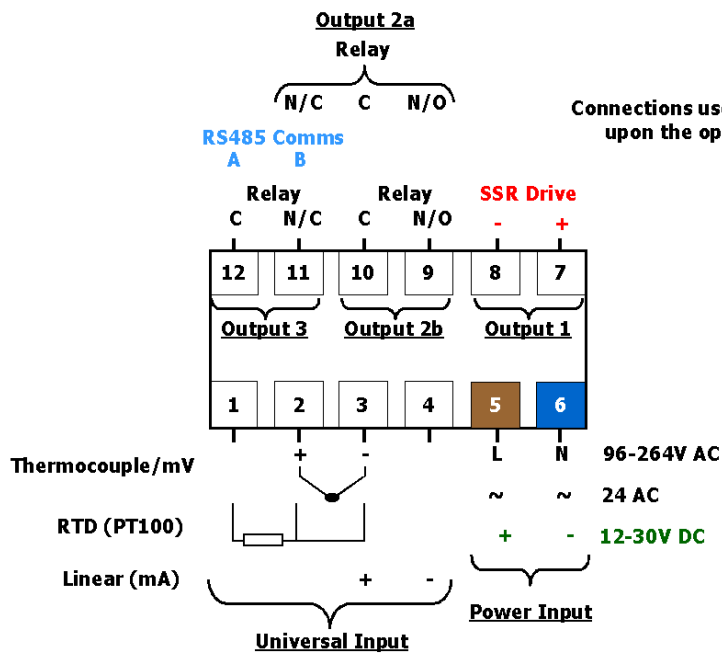 Output 2a
Relay
N/C C N/O
Connections use
upon the op
RS485 Comms
A B
Relay Relay SSR Drive
C N/C C N/O - +
12 11 10 9 8 7
Output 3 Output 2b Output 1
1 2 3 4 5 6
+ - L N 96-264V AC
Thermocouple/mV
~ ~ 24 AC
RTD (PT100) + - 12-30V DC
Linear (mA) + -
Power Input
Universal Input